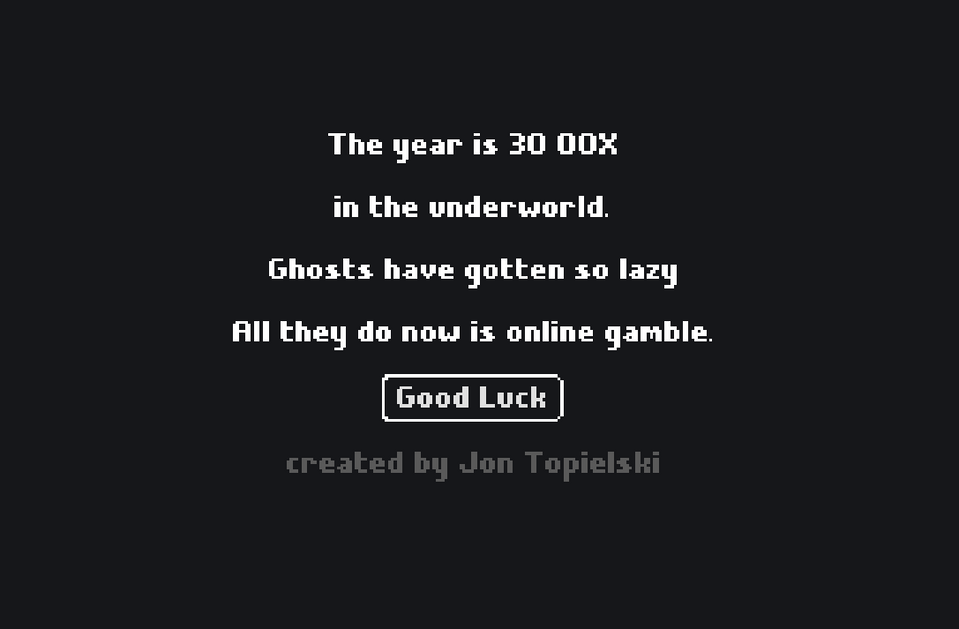 The year is 30 00X
in the underworld.
Ghosts have gotten so lazy
All they do now is online gamble.
Good Luck
created by Jon Topielski